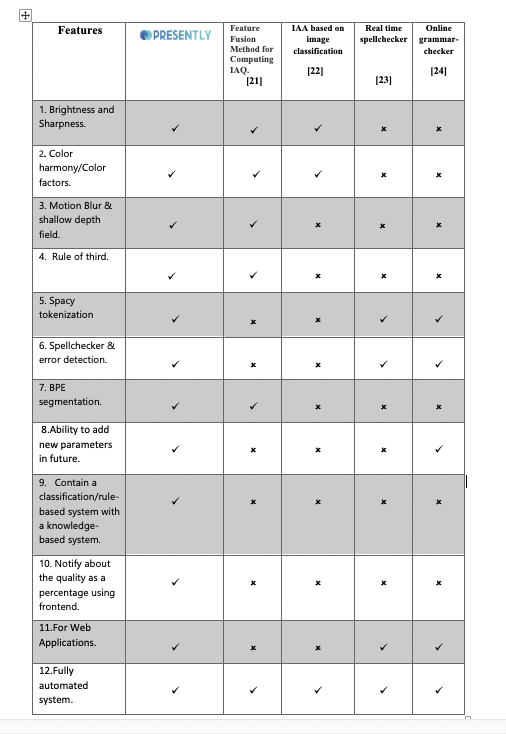 Features
PRESENTLY
Feature
Fusion
Method for
Computing
IAQ.
[21]
IAA based on
image
classification
[22]
Real time
spellchecker
[23]
Online
grammar-
checker
[24]
1. Brightness and
Sharpness.
✓ ✓ ✓ × ×
2. Color
harmony/Color
factors.
✓ ✓ ✓ × ×
3. Motion Blur &
shallow depth
field.
✓ ✓ × × ×
4. Rule of third.
✓ ✓ × × ×
5. Spacy
tokenization
✓ × × ✓ ✓
6. Spellchecker &
error detection.
✓ × × ✓ ✓
7. BPE
segmentation.
✓ ✓ × × ×
8.Ability to add
new parameters
in future.
✓ × × × ✓
9. Contain a
classification/rule-
based system with
a knowledge-
based system.
✓ × × × ×
10. Notify about
the quality as a
percentage using
frontend.
✓ × × × ×
11.For Web
Applications.
✓ × × ✓ ✓
12.Fully
automated
system.
✓ ✓ ✓ ✓ ✓